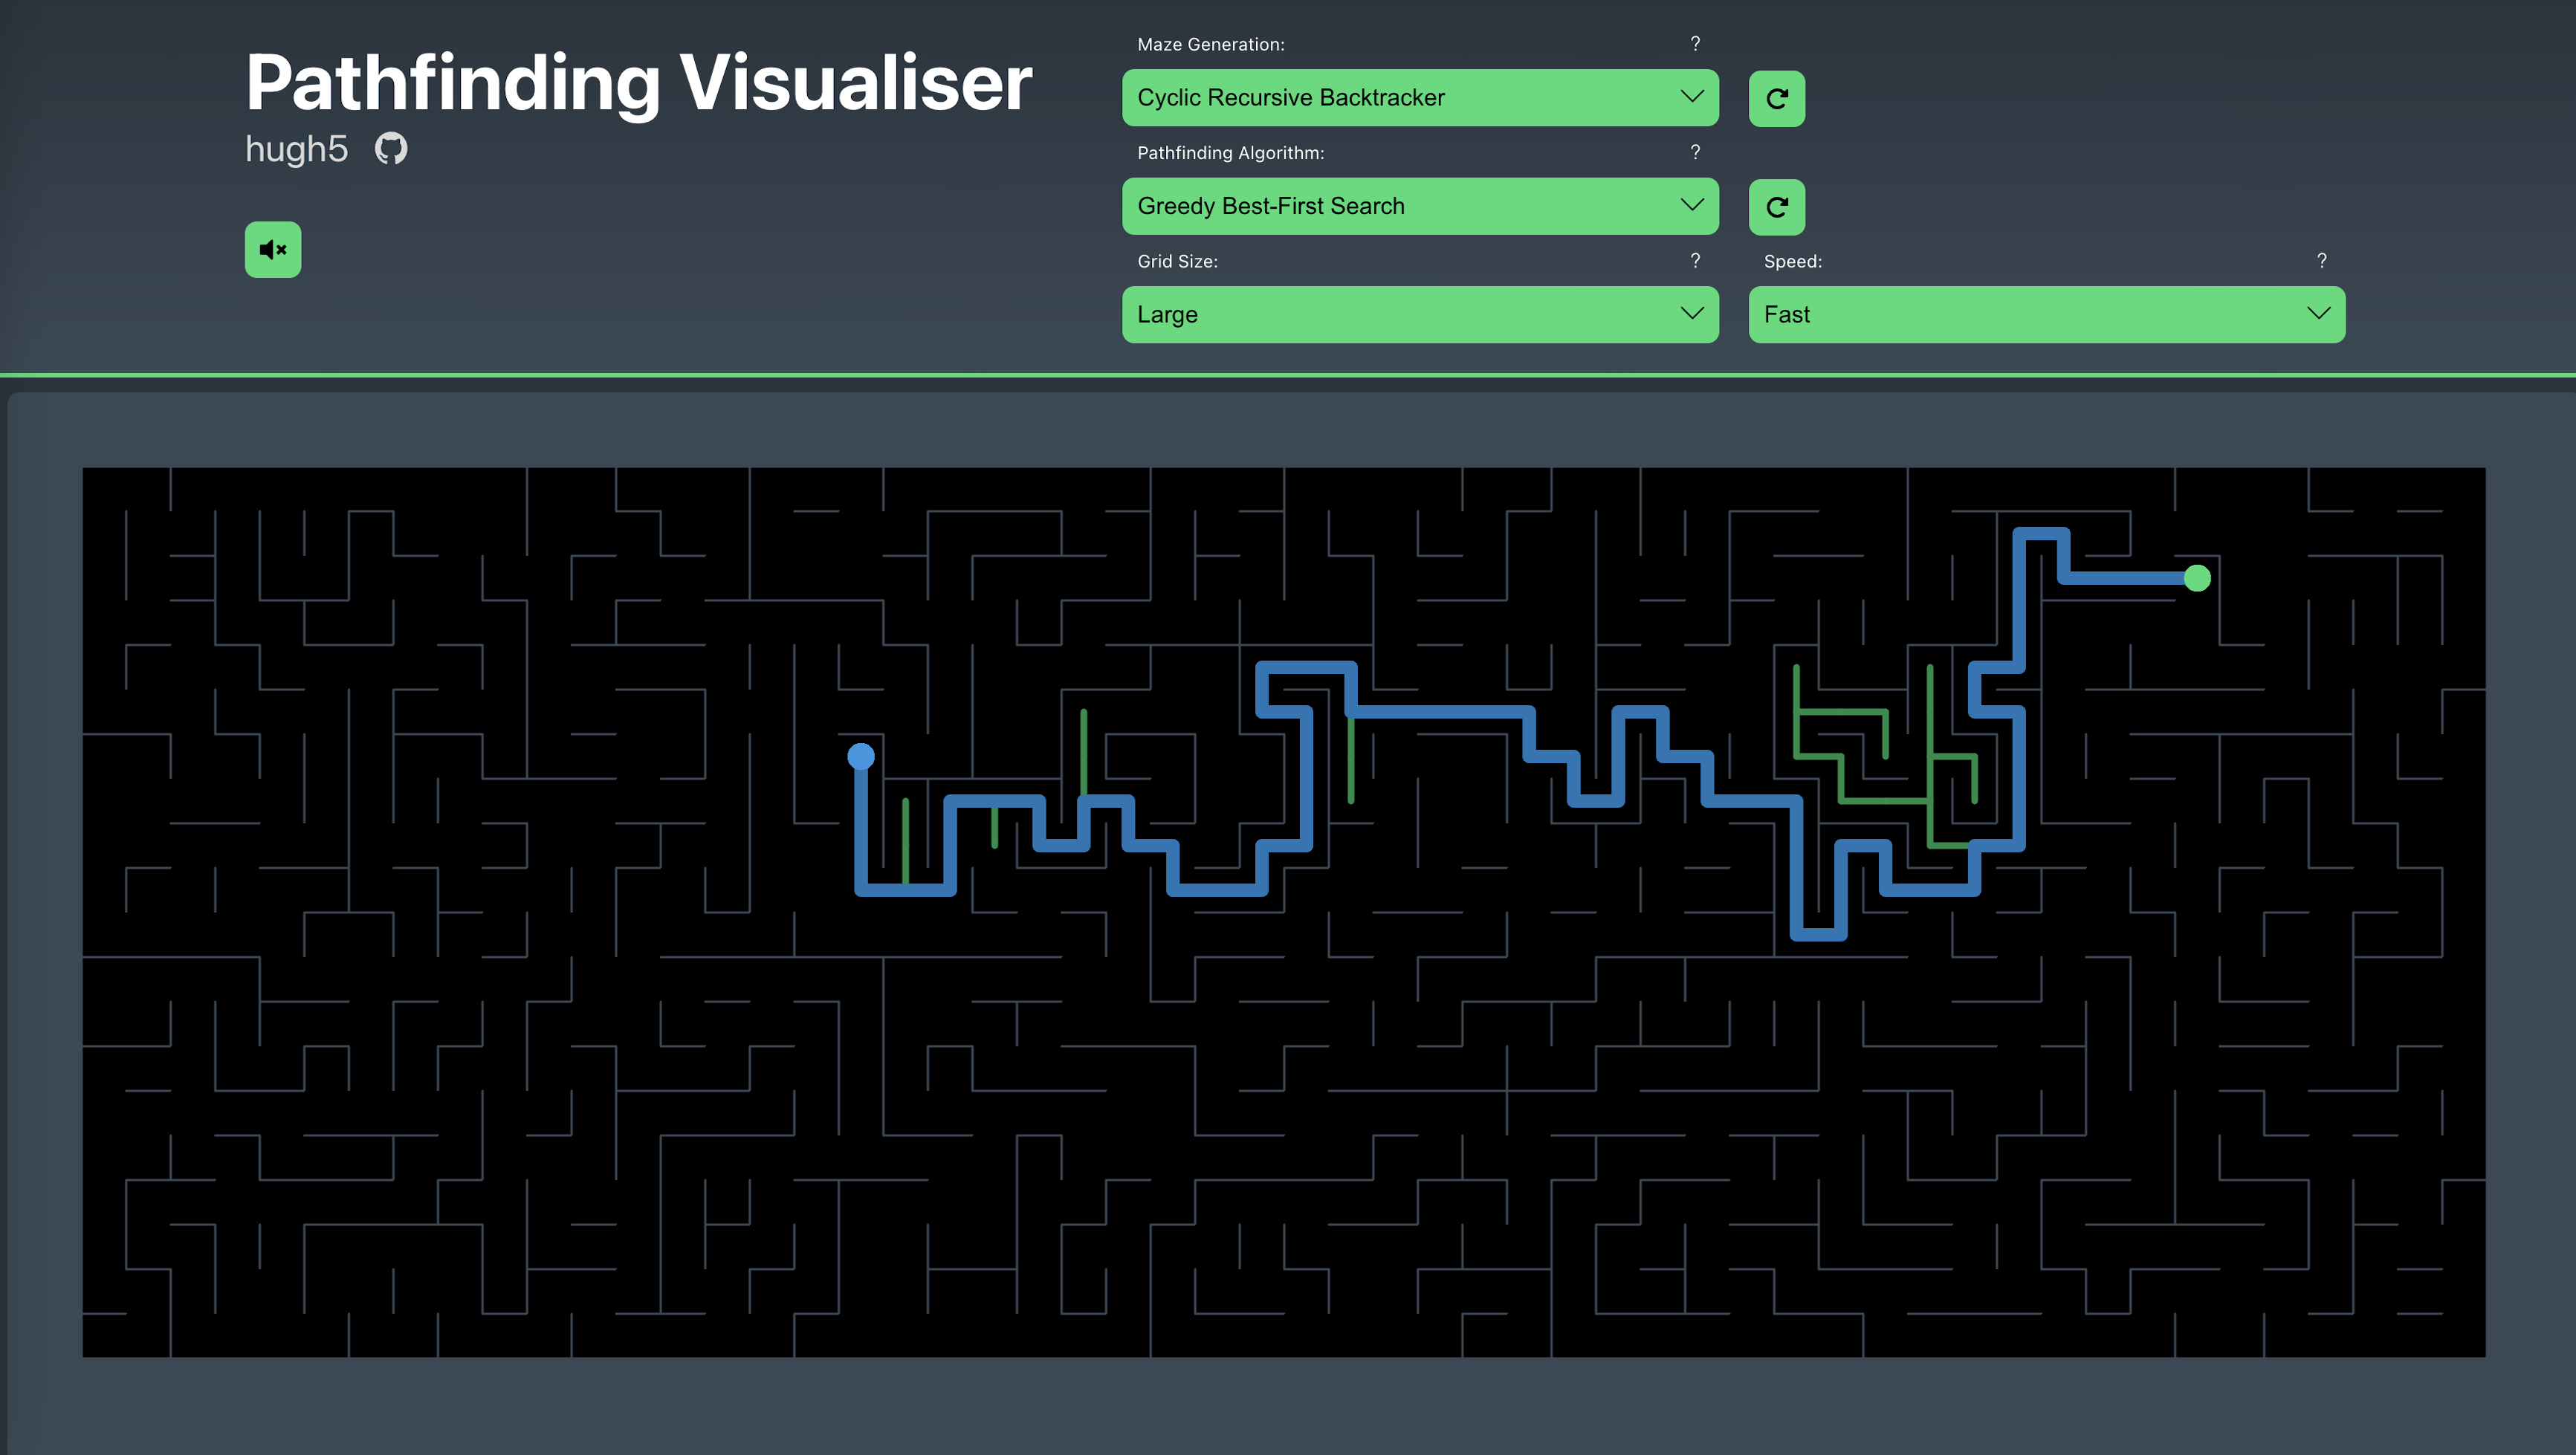 Pathfinding Visualiser
hugh5
Maze Generation: ?
Cyclic Recursive Backtracker
Pathfinding Algorithm: ?
Greedy Best-First Search
Grid Size: ?
Large
Speed: ?
Fast